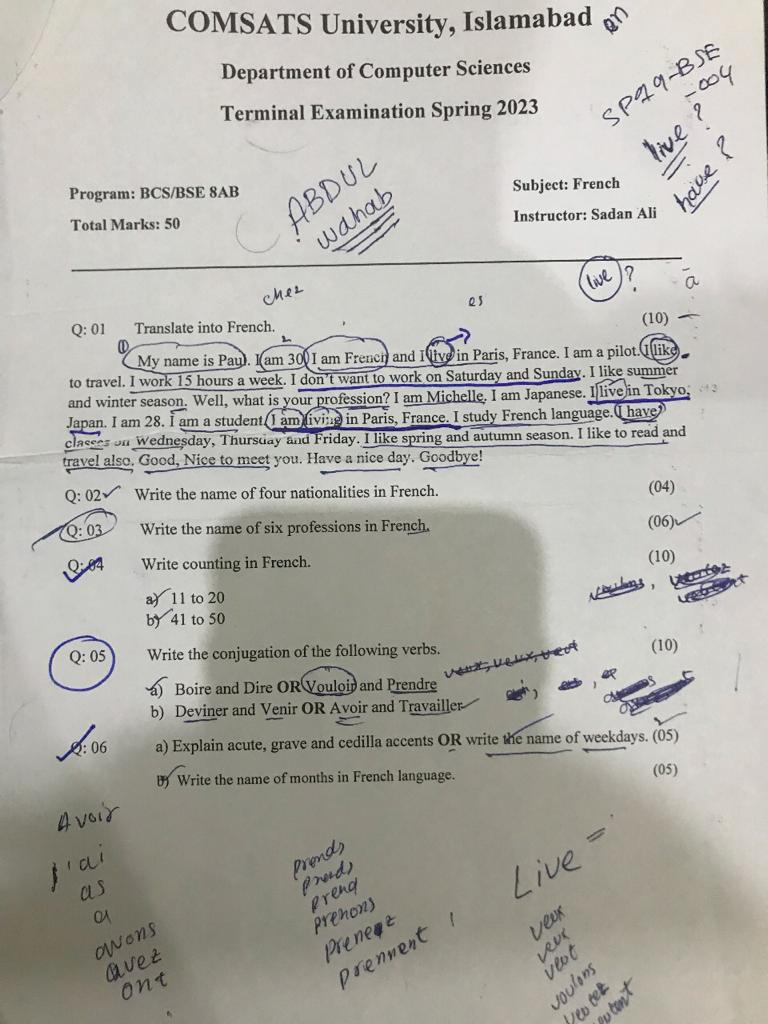 COMSATS University, Islamabad
Department of Computer Sciences
Terminal Examination Spring 2023
SP19-BSE
-004
live ?
have ?
ABDUL
wahab
Program: BCS/BSE 8AB
Subject: French
Total Marks: 50
Instructor: Sadan Ali
live ?
chez
es
à
Q: 01 Translate into French. (10)
My name is Paul. I am 30 I am French and I live in Paris, France. I am a pilot. I like
to travel. I work 15 hours a week. I don't want to work on Saturday and Sunday. I like summer
and winter season. Well, what is your profession? I am Michelle. I am Japanese. I live in Tokyo,
Japan. I am 28. I am a student. I am living in Paris, France. I study French language. I have
classes on Wednesday, Thursday and Friday. I like spring and autumn season. I like to read and
travel also. Good, Nice to meet you. Have a nice day. Goodbye!
Q: 02 Write the name of four nationalities in French. (04)
Q: 03 Write the name of six professions in French. (06)
Q: 04 Write counting in French. (10)
a) 11 to 20
b) 41 to 50
Q: 05 Write the conjugation of the following verbs. (10)
veux, veux, veut
a) Boire and Dire OR Vouloir and Prendre
b) Deviner and Venir OR Avoir and Travailler
Q: 06 a) Explain acute, grave and cedilla accents OR write the name of weekdays. (05)
b) Write the name of months in French language. (05)
Avoir
j'ai
as
a
avons
avez
ont
prends
prends
prend
prenons
prenez
prennent
Live =
veux
veux
veut
voulons